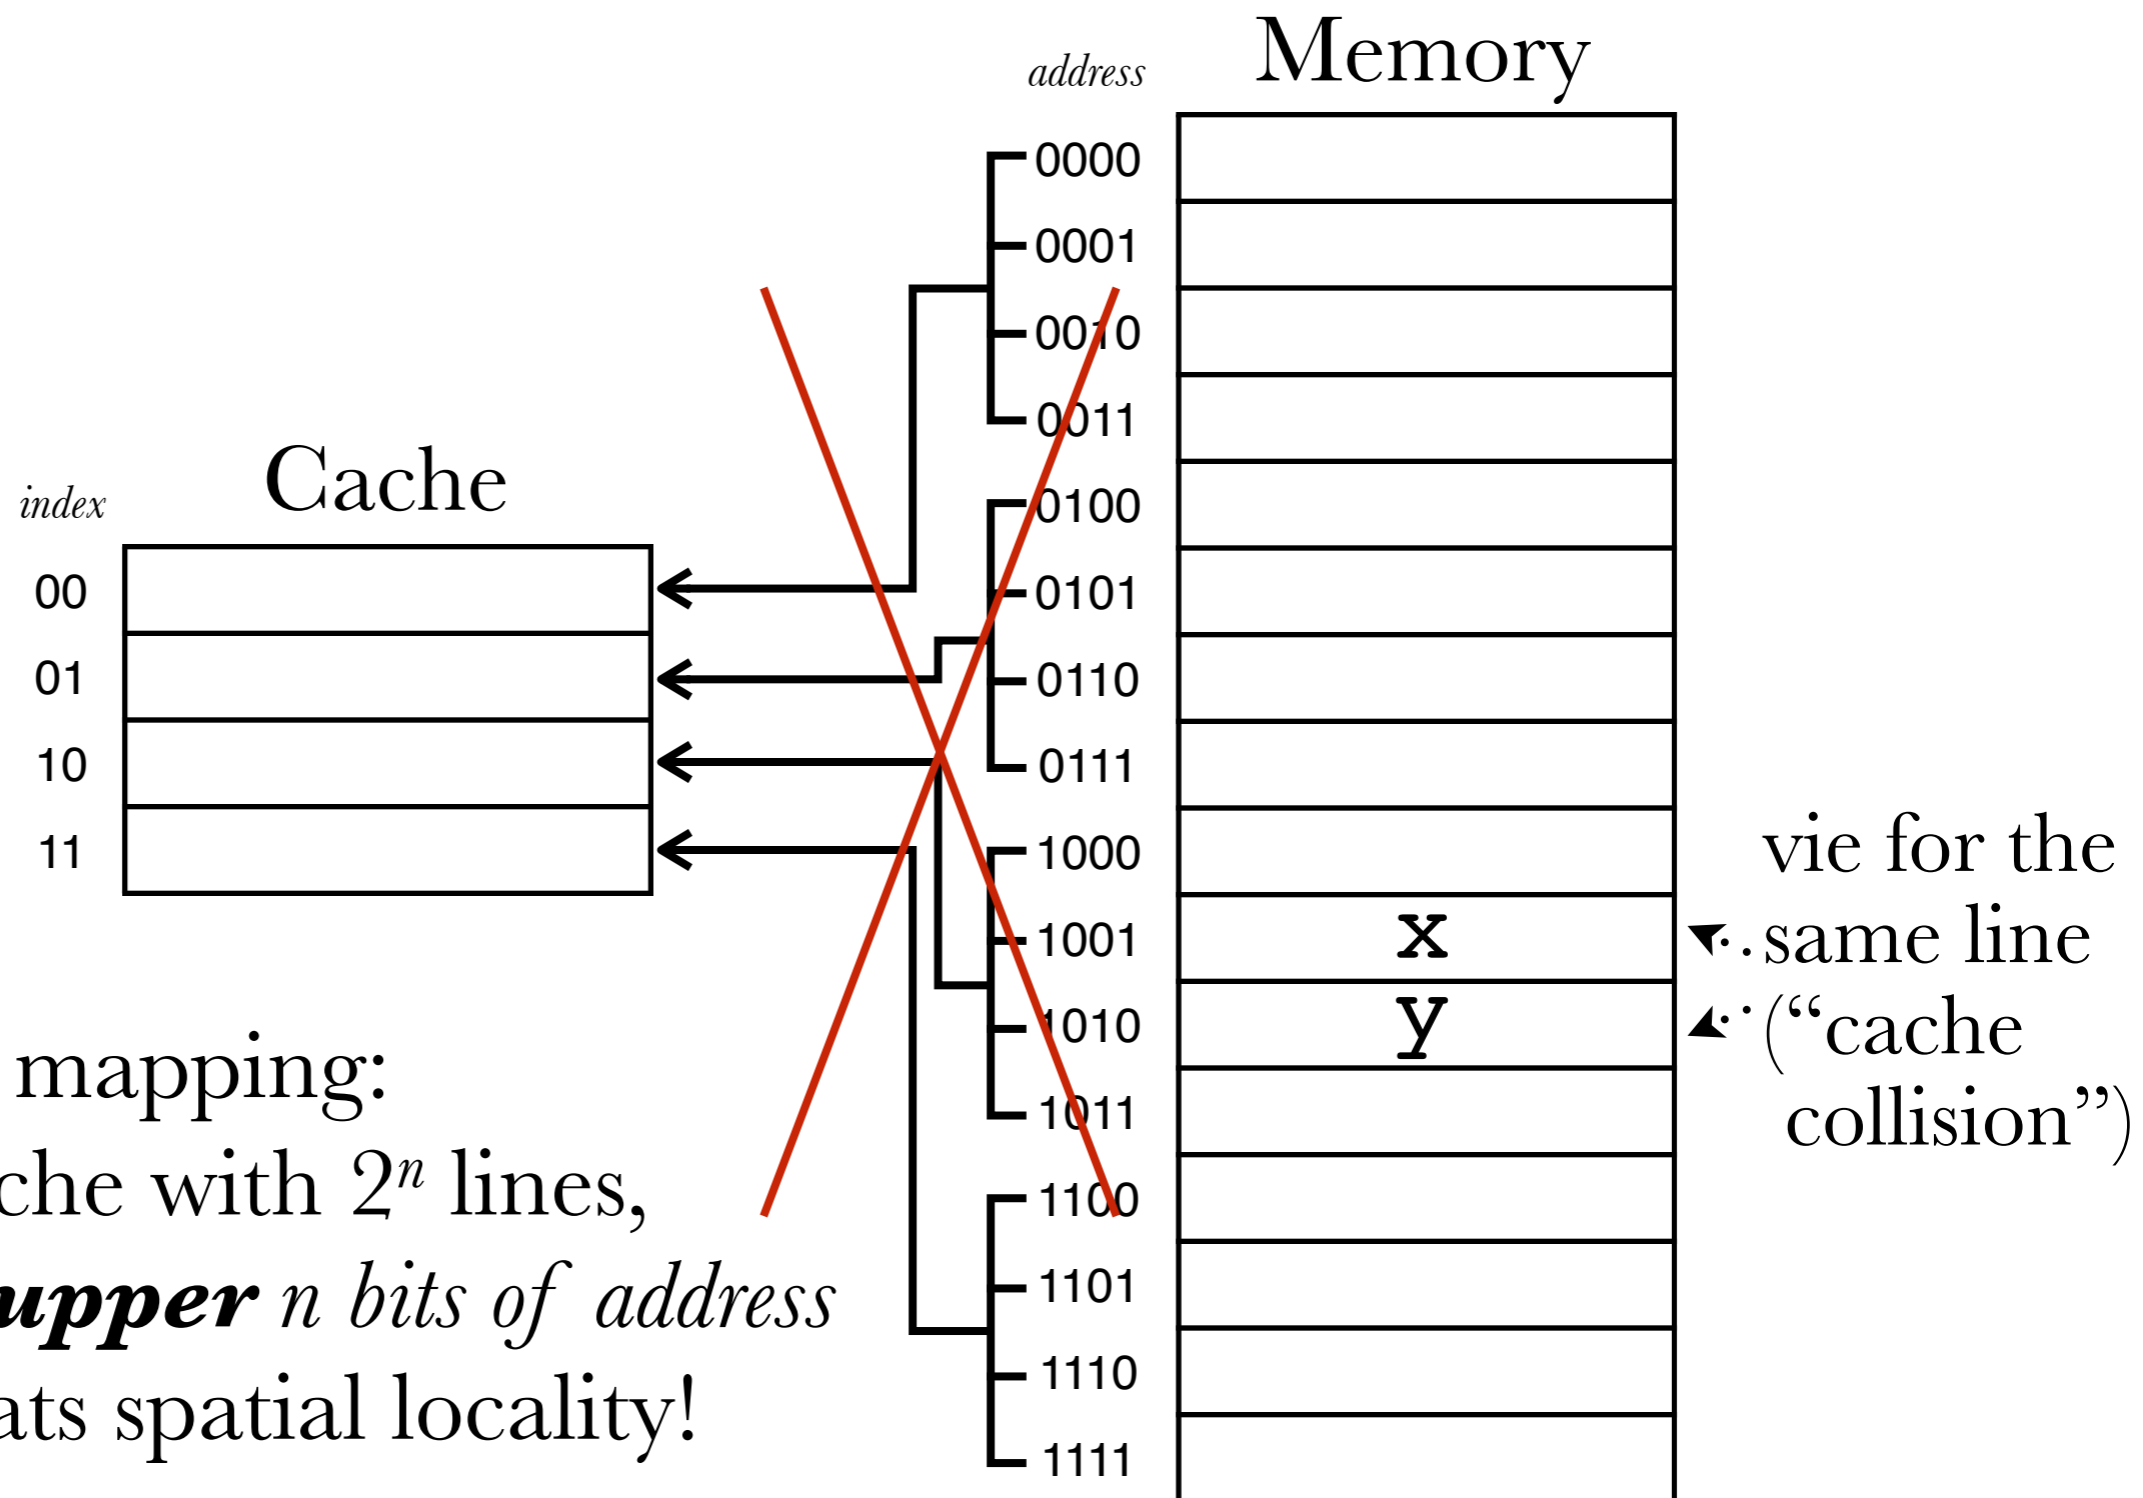 address
Memory
0000
0001
0010
0011
0100
0101
0110
0111
1000
1001
1010
1011
1100
1101
1110
1111
x
y
index
Cache
00
01
10
11
vie for the
same line
(“cache
collision”)
mapping:
che with 2ⁿ lines,
upper n bits of address
ats spatial locality!